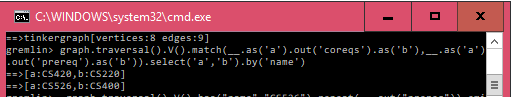 C:\WINDOWS\system32\cmd.exe
==>tinkergraph[vertices:8 edges:9]
gremlin> graph.traversal().V().match(__.as('a').out('coreqs').as('b'),__.as('a')
.out('prereq').as('b')).select('a','b').by('name')
==>[a:CS420,b:CS220]
==>[a:CS526,b:CS400]